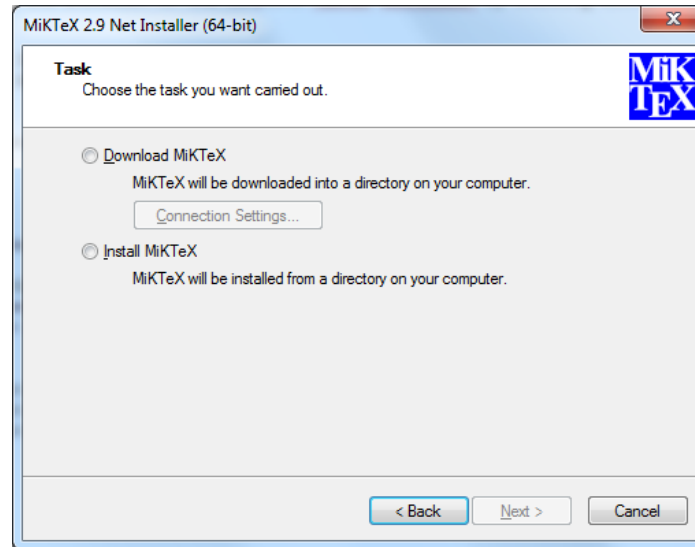 MiKTeX 2.9 Net Installer (64-bit)
Task
Choose the task you want carried out.
MiK
TEX
Download MiKTeX
MiKTeX will be downloaded into a directory on your computer.
Connection Settings...
Install MiKTeX
MiKTeX will be installed from a directory on your computer.
< Back
Next >
Cancel